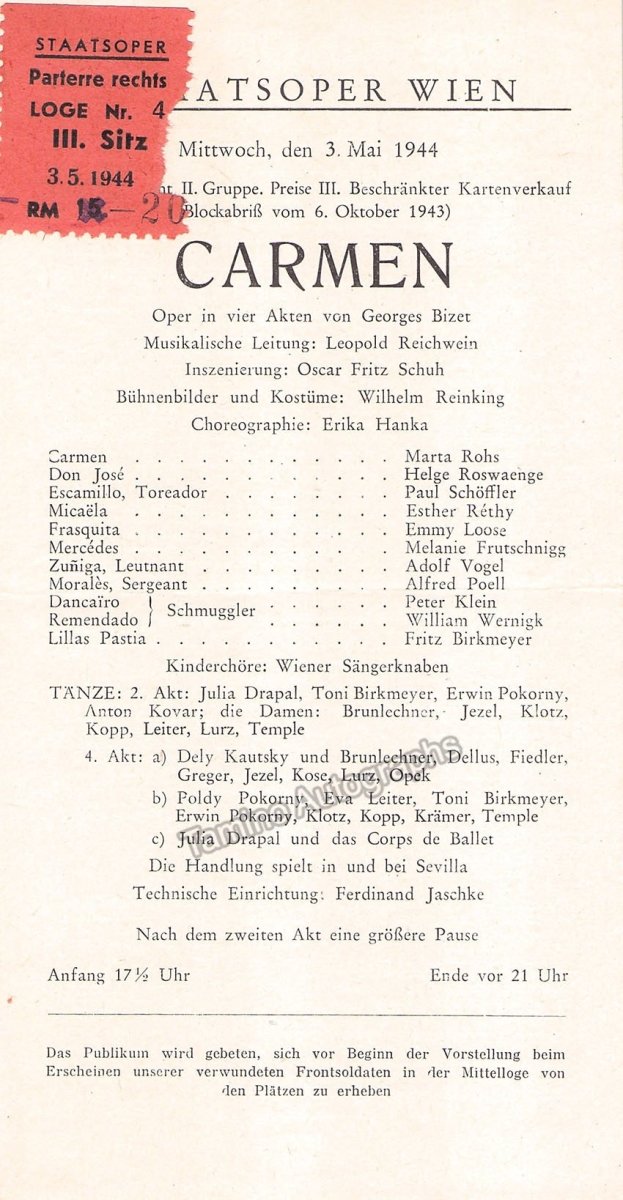 STAATSOPER
Parterre rechts
LOGE Nr. 4
III. Sitz
3.5.1944
RM 15.-20
ATSOPER WIEN
Mittwoch, den 3. Mai 1944
II. Gruppe. Preise III. Beschränkter Kartenverkauf
Blockabriß vom 6. Oktober 1943)
CARMEN
Oper in vier Akten von Georges Bizet
Musikalische Leitung: Leopold Reichwein
Inszenierung: Oscar Fritz Schuh
Bühnenbilder und Kostüme: Wilhelm Reinking
Choreographie: Erika Hanka
Carmen . . . . . . . . . . . . Marta Rohs
Don José . . . . . . . . . . . Helge Roswaenge
Escamillo, Toreador . . . . . . . Paul Schöffler
Micaëla . . . . . . . . . . . Esther Réthy
Frasquita . . . . . . . . . . . Emmy Loose
Mercédes . . . . . . . . . . . Melanie Frutschnigg
Zuñiga, Leutnant . . . . . . . . Adolf Vogel
Moralès, Sergeant . . . . . . . . Alfred Poell
Dancaïro } Schmuggler . . . . . . Peter Klein
Remendado } . . . . . . William Wernigk
Lillas Pastia . . . . . . . . . . Fritz Birkmeyer
Kinderchöre: Wiener Sängerknaben
TÄNZE: 2. Akt: Julia Drapal, Toni Birkmeyer, Erwin Pokorny,
Anton Kovar; die Damen: Brunlechner, Jezel, Klotz,
Kopp, Leiter, Lurz, Temple
4. Akt: a) Dely Kautsky und Brunlechner, Dellus, Fiedler,
Greger, Jezel, Kose, Lurz, Opek
b) Poldy Pokorny, Eva Leiter, Toni Birkmeyer,
Erwin Pokorny, Klotz, Kopp, Krämer, Temple
c) Julia Drapal und das Corps de Ballet
Tamino Autographs
Die Handlung spielt in und bei Sevilla
Technische Einrichtung: Ferdinand Jaschke
Nach dem zweiten Akt eine größere Pause
Anfang 17½ Uhr Ende vor 21 Uhr
Das Publikum wird gebeten, sich vor Beginn der Vorstellung beim
Erscheinen unserer verwundeten Frontsoldaten in der Mittelloge von
den Plätzen zu erheben